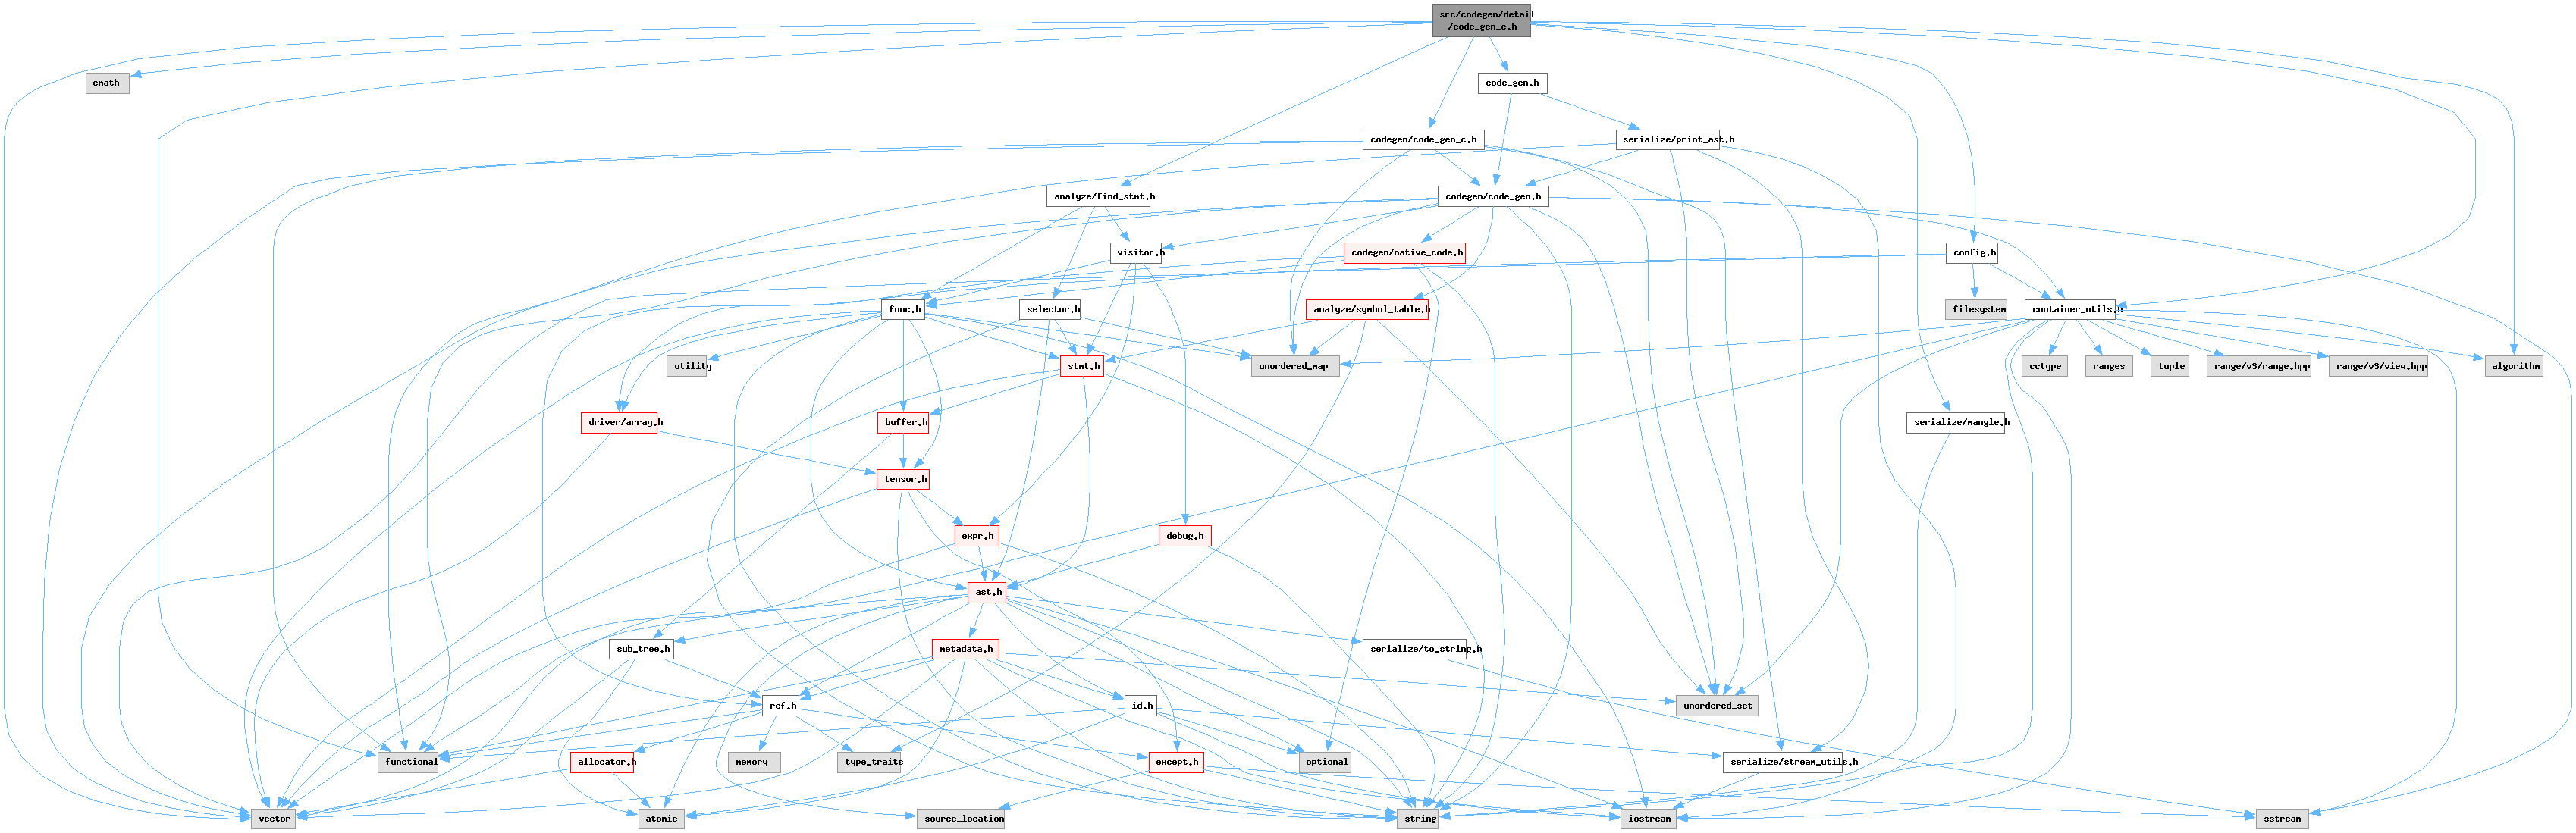 src/codegen/detail
/code_gen_c.h
cmath
code_gen.h
codegen/code_gen_c.h
serialize/print_ast.h
analyze/find_stmt.h
codegen/code_gen.h
visitor.h
codegen/native_code.h
config.h
func.h
selector.h
analyze/symbol_table.h
filesystem
container_utils.h
utility
stmt.h
unordered_map
cctype
ranges
tuple
range/v3/range.hpp
range/v3/view.hpp
algorithm
driver/array.h
buffer.h
serialize/mangle.h
tensor.h
expr.h
debug.h
ast.h
sub_tree.h
metadata.h
serialize/to_string.h
ref.h
id.h
unordered_set
functional
allocator.h
memory
type_traits
except.h
optional
serialize/stream_utils.h
vector
atomic
source_location
string
iostream
sstream